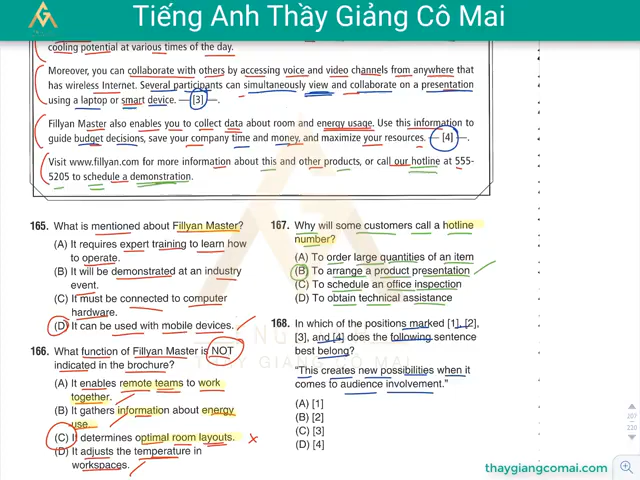 Tiếng Anh Thầy Giảng Cô Mai
cooling potential at various times of the day.
Moreover, you can collaborate with others by accessing voice and video channels from anywhere that
has wireless Internet. Several participants can simultaneously view and collaborate on a presentation
using a laptop or smart device. —[3]—.
Fillyan Master also enables you to collect data about room and energy usage. Use this information to
guide budget decisions, save your company time and money, and maximize your resources. —[4]—.
Visit www.fillyan.com for more information about this and other products, or call our hotline at 555-
5205 to schedule a demonstration.
165. What is mentioned about Fillyan Master?
(A) It requires expert training to learn how
to operate.
(B) It will be demonstrated at an industry
event.
(C) It must be connected to computer
hardware.
(D) It can be used with mobile devices.
166. What function of Fillyan Master is NOT
indicated in the brochure?
(A) It enables remote teams to work
together.
(B) It gathers information about energy
use.
(C) It determines optimal room layouts.
(D) It adjusts the temperature in
workspaces.
167. Why will some customers call a hotline
number?
(A) To order large quantities of an item
(B) To arrange a product presentation
(C) To schedule an office inspection
(D) To obtain technical assistance
168. In which of the positions marked [1], [2],
[3], and [4] does the following sentence
best belong?
"This creates new possibilities when it
comes to audience involvement."
(A) [1]
(B) [2]
(C) [3]
(D) [4]
207
220
thaygiangcomai.com